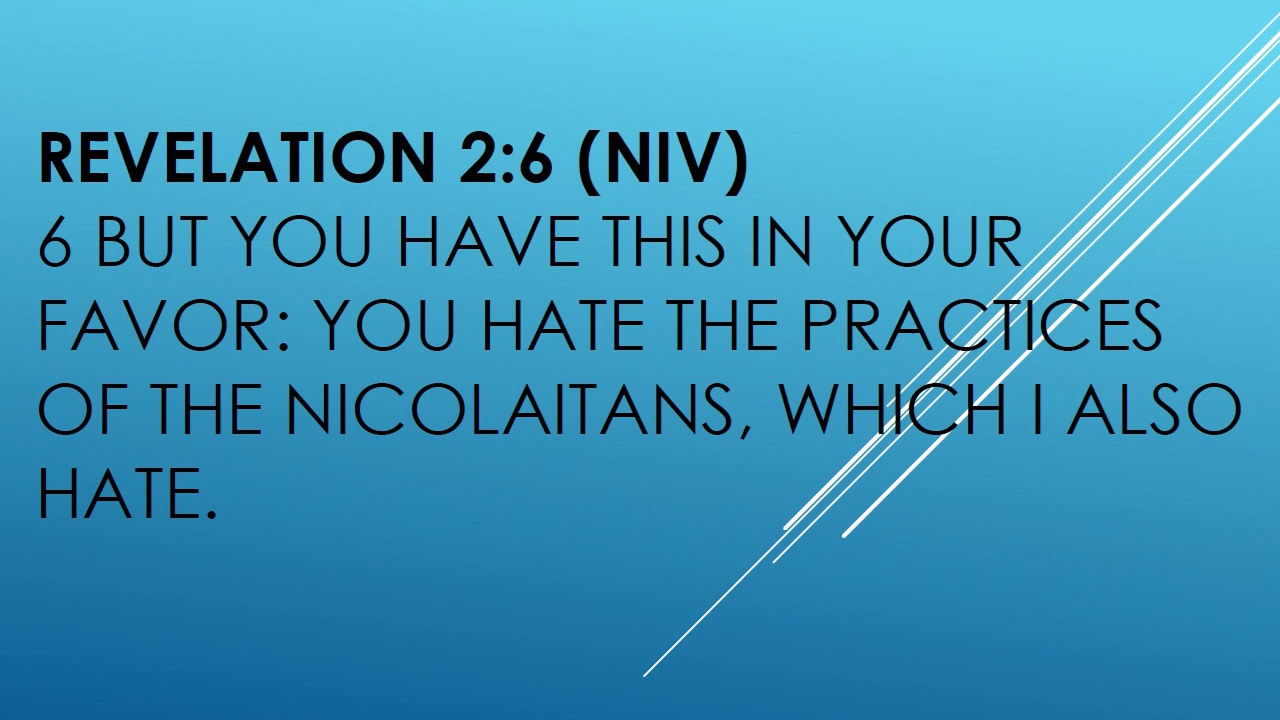 REVELATION 2:6 (NIV)
6 BUT YOU HAVE THIS IN YOUR
FAVOR: YOU HATE THE PRACTICES
OF THE NICOLAITANS, WHICH I ALSO
HATE.